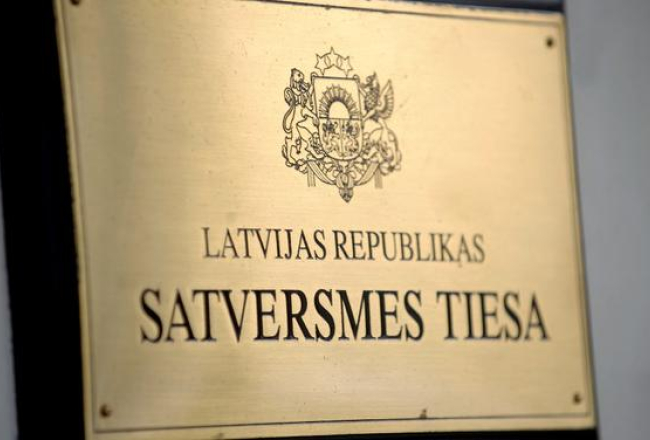 LATVIJAS REPUBLIKAS
SATVERSMES TIESA